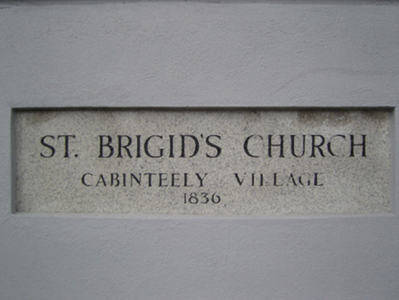 ST. BRIGID'S CHURCH
CABINTEELY VILLAGE
1836